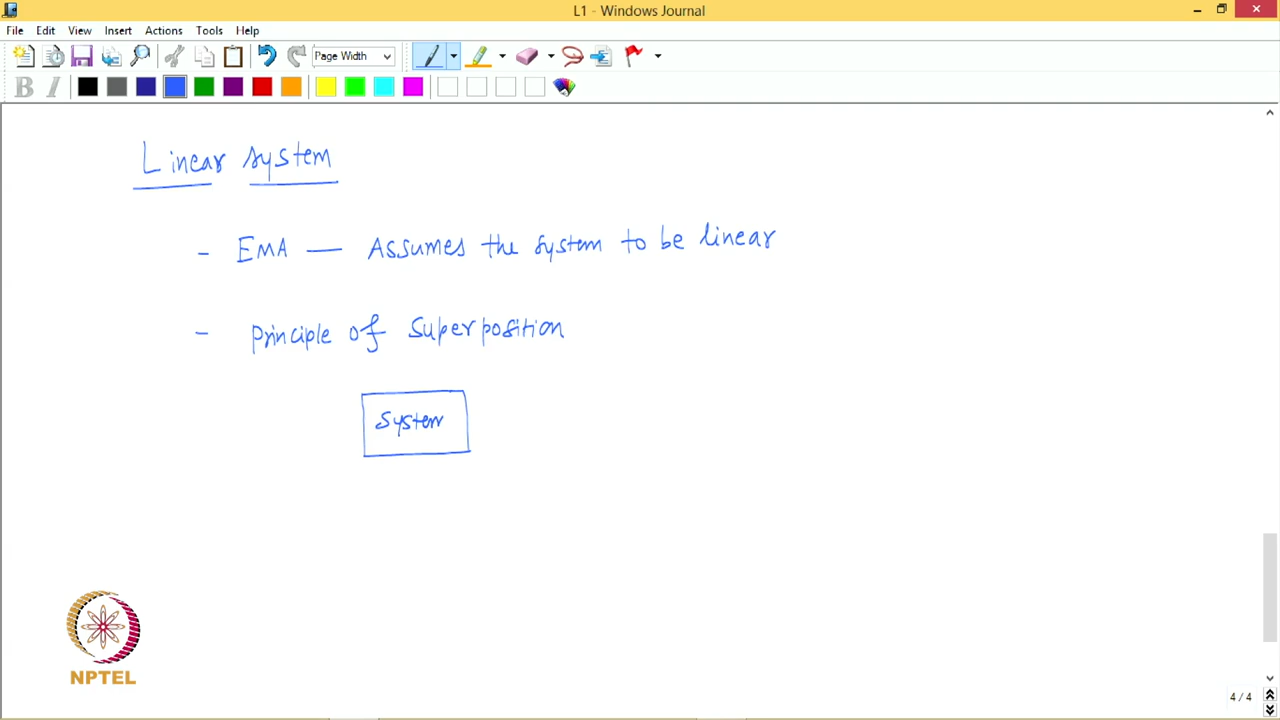 L1 - Windows Journal
File Edit View Insert Actions Tools Help
Page Width
B I
Linear system
- EMA — Assumes the system to be linear
- principle of superposition
System
NPTEL
4 / 4